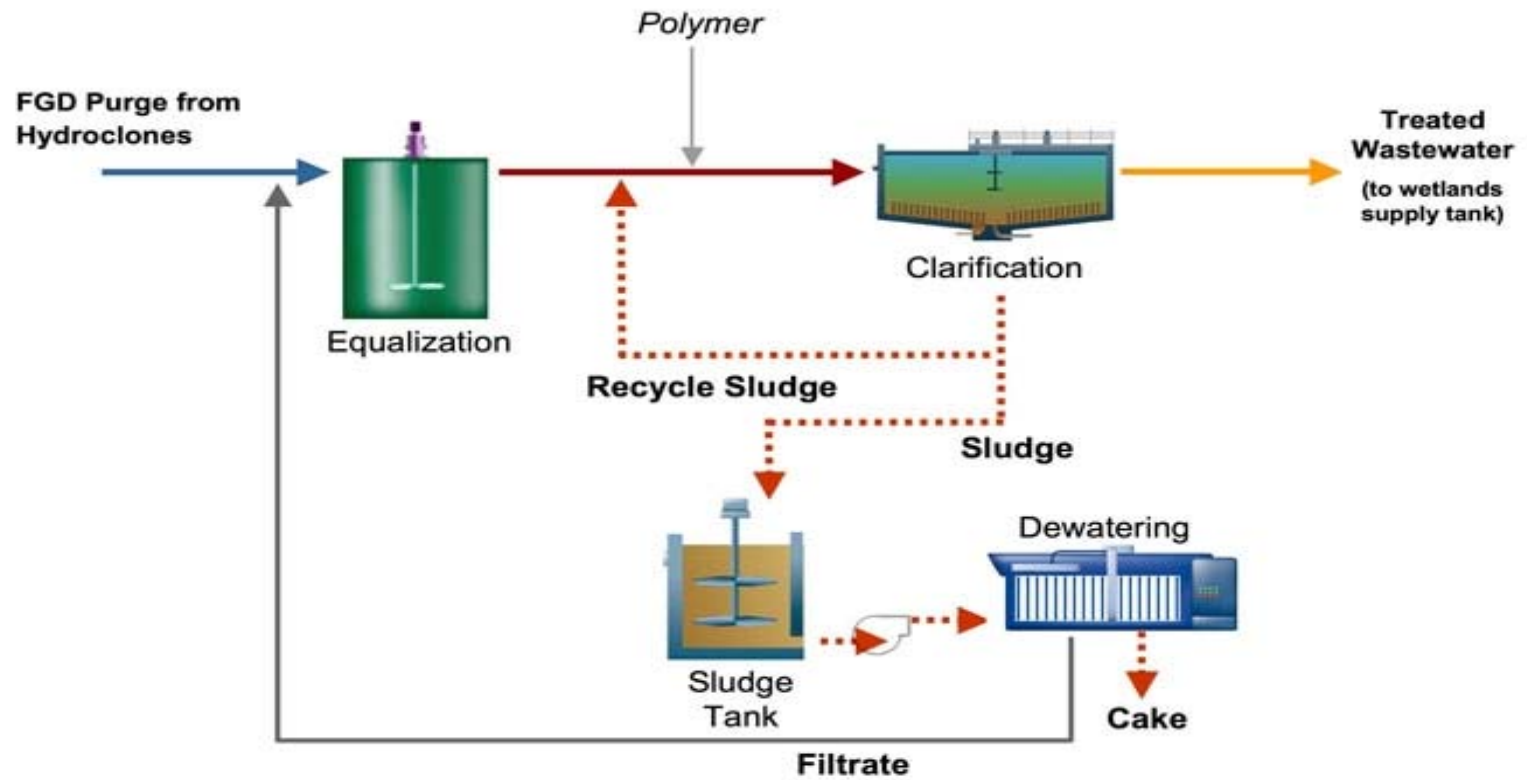 Polymer
FGD Purge from
Hydroclones
Treated
Wastewater
(to wetlands
supply tank)
Clarification
Equalization
Recycle Sludge
Sludge
Dewatering
Sludge
Tank
Cake
Filtrate